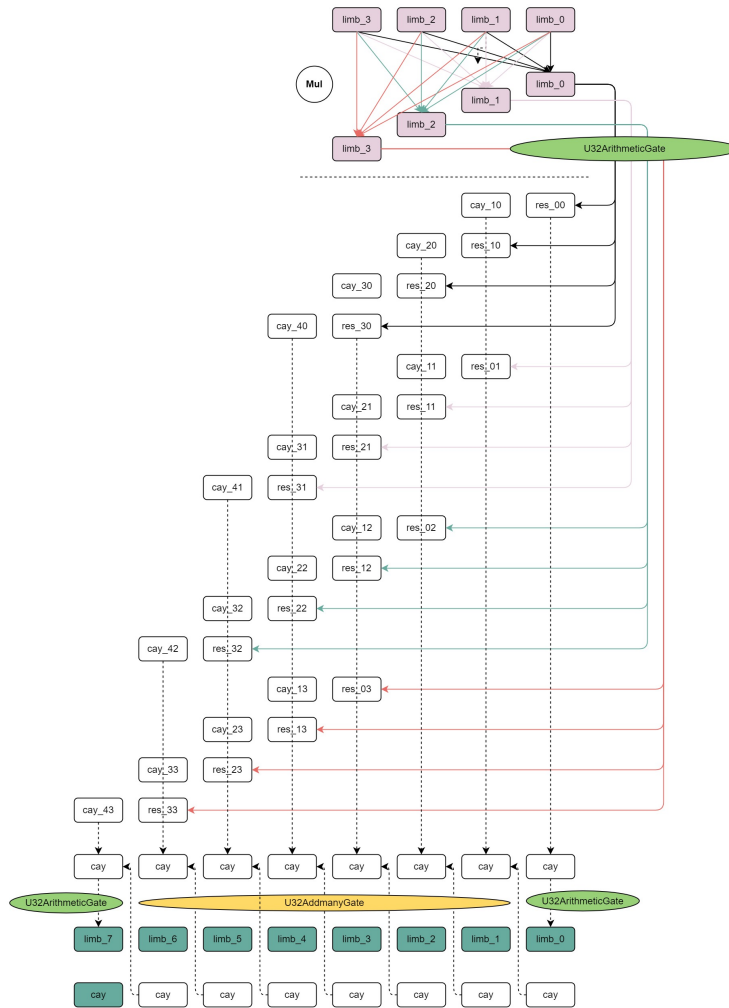 limb_3 limb_2 limb_1 limb_0
Mul limb_0
limb_1
limb_2
limb_3 U32ArithmeticGate
cay_10 res_00
cay_20 res_10
cay_30 res_20
cay_40 res_30
cay_11 res_01
cay_21 res_11
cay_31 res_21
cay_41 res_31
cay_12 res_02
cay_22 res_12
cay_32 res_22
cay_42 res_32
cay_13 res_03
cay_23 res_13
cay_33 res_23
cay_43 res_33
cay cay cay cay cay cay cay cay
U32ArithmeticGate U32AddmanyGate U32ArithmeticGate
limb_7 limb_6 limb_5 limb_4 limb_3 limb_2 limb_1 limb_0
cay cay cay cay cay cay cay cay